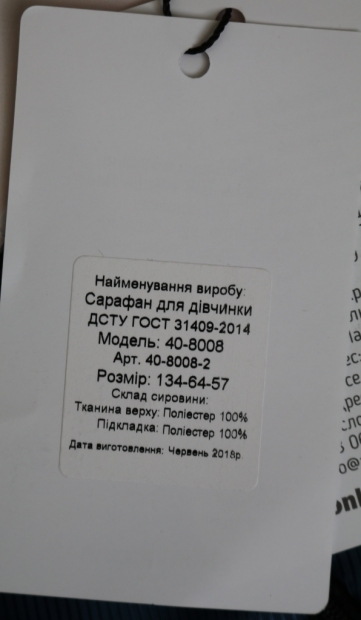 Найменування виробу:
Сарафан для дівчинки
ДСТУ ГОСТ 31409-2014
Модель: 40-8008
Арт. 40-8008-2
Розмір: 134-64-57
Склад сировини:
Тканина верху: Поліестер 100%
Підкладка: Поліестер 100%
Дата виготовлення: Червень 2018р.